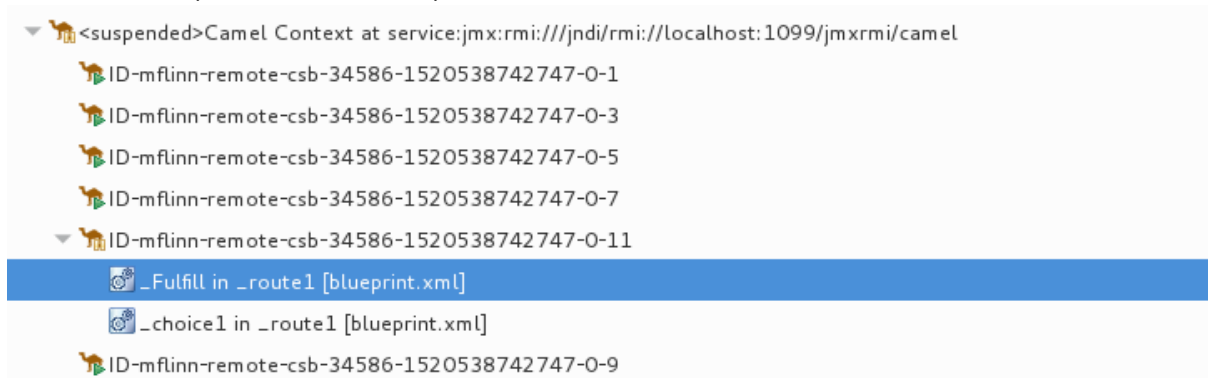 <suspended>Camel Context at service:jmx:rmi:///jndi/rmi://localhost:1099/jmxrmi/camel
ID-mflinn-remote-csb-34586-1520538742747-0-1
ID-mflinn-remote-csb-34586-1520538742747-0-3
ID-mflinn-remote-csb-34586-1520538742747-0-5
ID-mflinn-remote-csb-34586-1520538742747-0-7
ID-mflinn-remote-csb-34586-1520538742747-0-11
_Fulfill in _route1 [blueprint.xml]
_choice1 in _route1 [blueprint.xml]
ID-mflinn-remote-csb-34586-1520538742747-0-9